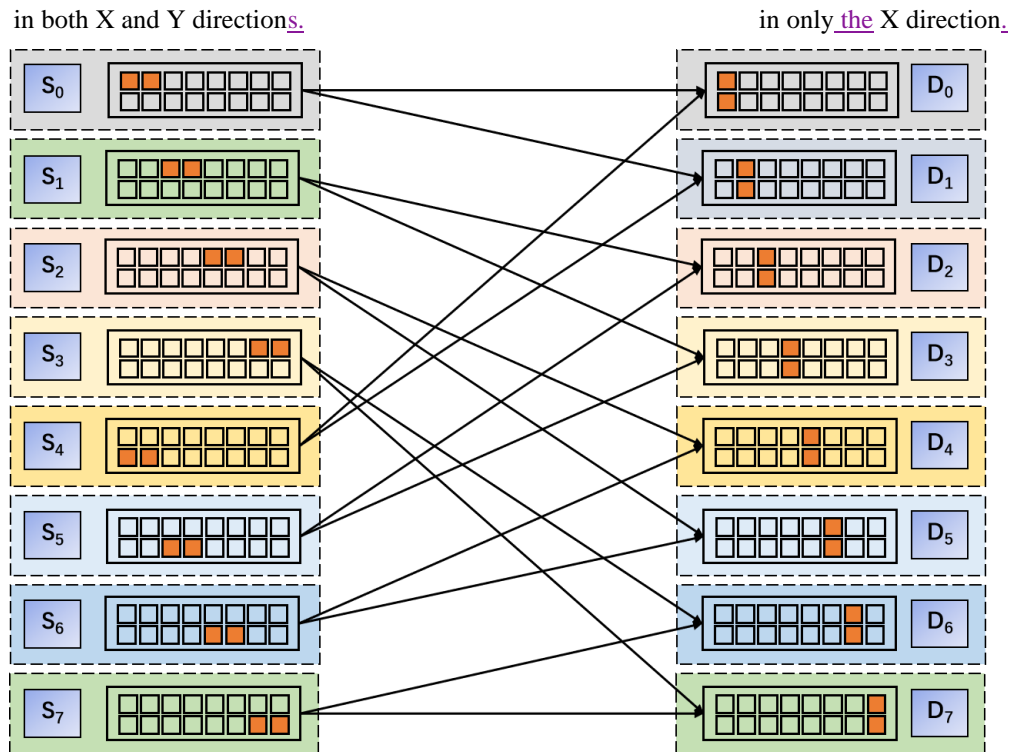 in both X and Y directions.
in only the X direction.
S0 D0
S1 D1
S2 D2
S3 D3
S4 D4
S5 D5
S6 D6
S7 D7